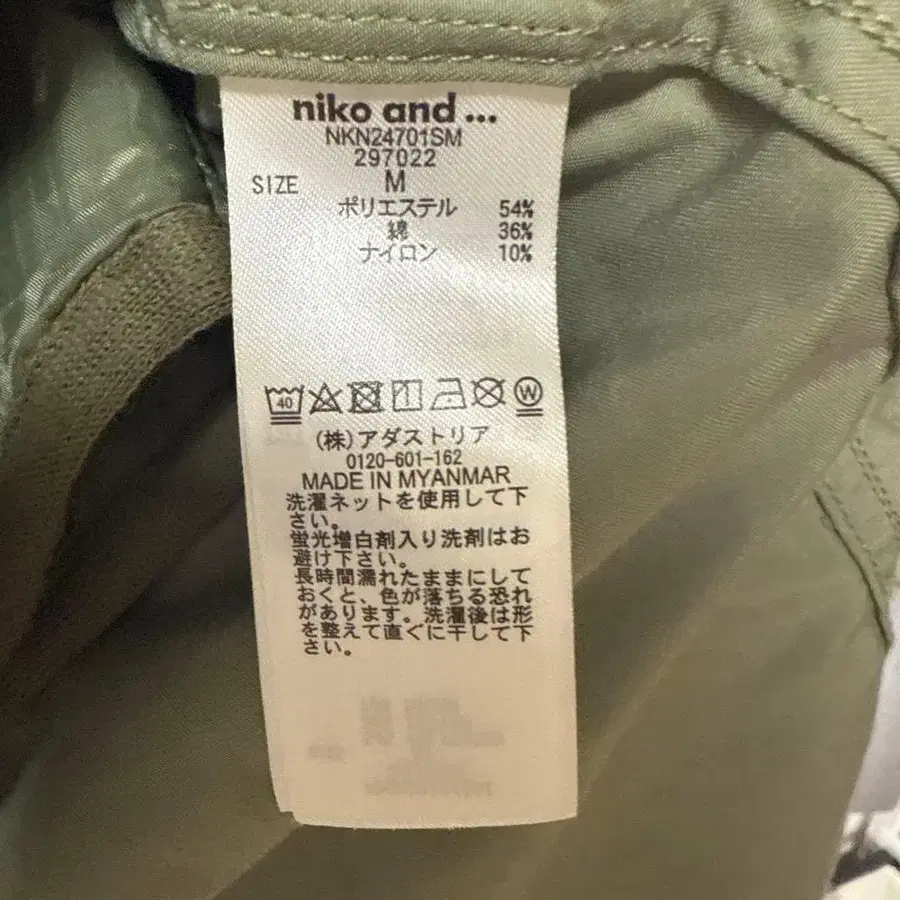 niko and ...
NKN24701SM
297022
SIZE M
ポリエステル 54%
綿 36%
ナイロン 10%
40
W
(株)アダストリア
0120-601-162
MADE IN MYANMAR
洗濯ネットを使用して下
さい。
蛍光増白剤入り洗剤はお
避け下さい。
長時間濡れたままにして
おくと、色が落ちる恐れ
があります。洗濯後は形
を整えて直ぐに干して下
さい。